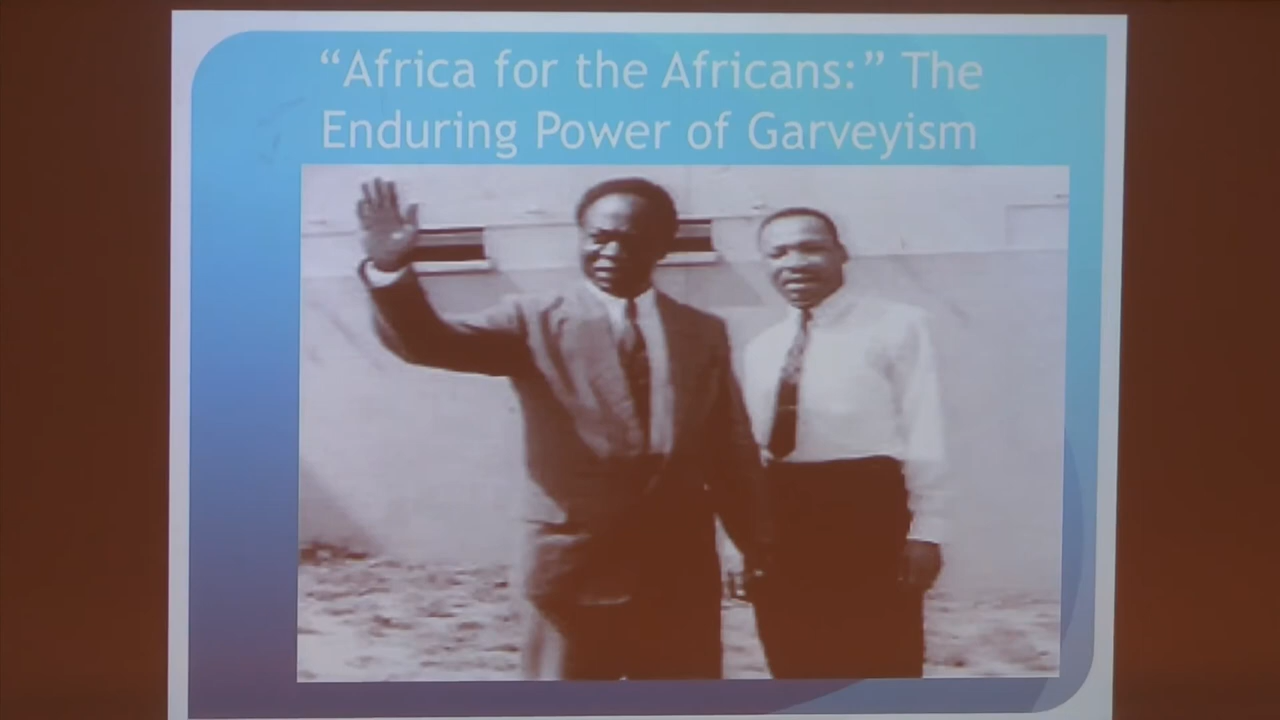 “Africa for the Africans:” The
Enduring Power of Garveyism